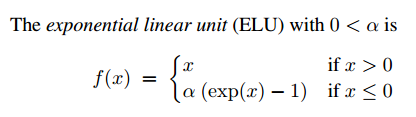 The exponential linear unit (ELU) with 0 < α is
f(x) = { x if x > 0
α (exp(x) − 1) if x ≤ 0